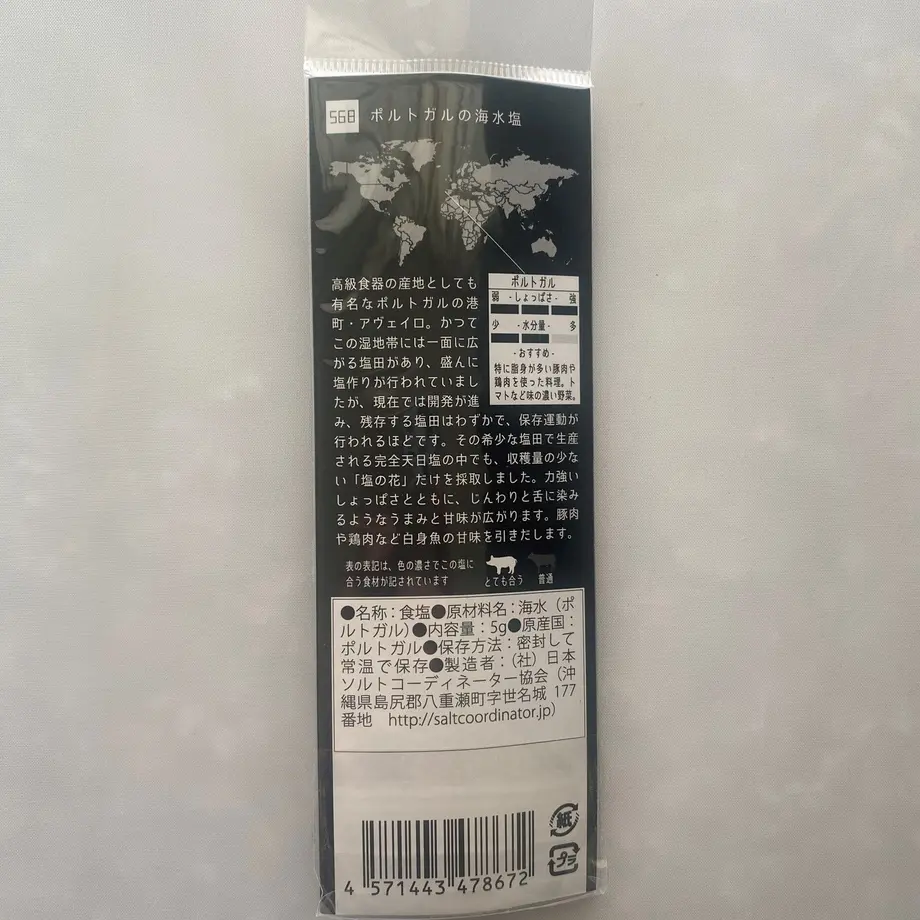 568 ポルトガルの海水塩
高級食器の産地としても
有名なポルトガルの港
町・アヴェイロ。かつて
この湿地帯には一面に広
がる塩田があり、盛んに
塩作りが行われていまし
たが、現在では開発が進
み、残存する塩田はわずかで、保存運動が
行われるほどです。その希少な塩田で生産
される完全天日塩の中でも、収穫量の少な
い「塩の花」だけを採取しました。力強い
しょっぱさとともに、じんわりと舌に染み
るようなうまみと甘味が広がります。豚肉
や鶏肉など白身魚の甘味を引きだします。
ポルトガル
弱 -しょっぱさ- 強
少 -水分量- 多
-おすすめ-
特に脂身が多い豚肉や
鶏肉を使った料理。ト
マトなど味の濃い野菜。
表の表記は、色の濃さでこの塩に
合う食材が記されています
とても合う 普通
●名称：食塩●原材料名：海水（ポ
ルトガル）●内容量：5g●原産国：
ポルトガル●保存方法：密封して
常温で保存●製造者：（社）日本
ソルトコーディネーター協会（沖
縄県島尻郡八重瀬町字世名城 177
番地 http://saltcoordinator.jp）
紙
プラ
4 571443 478672